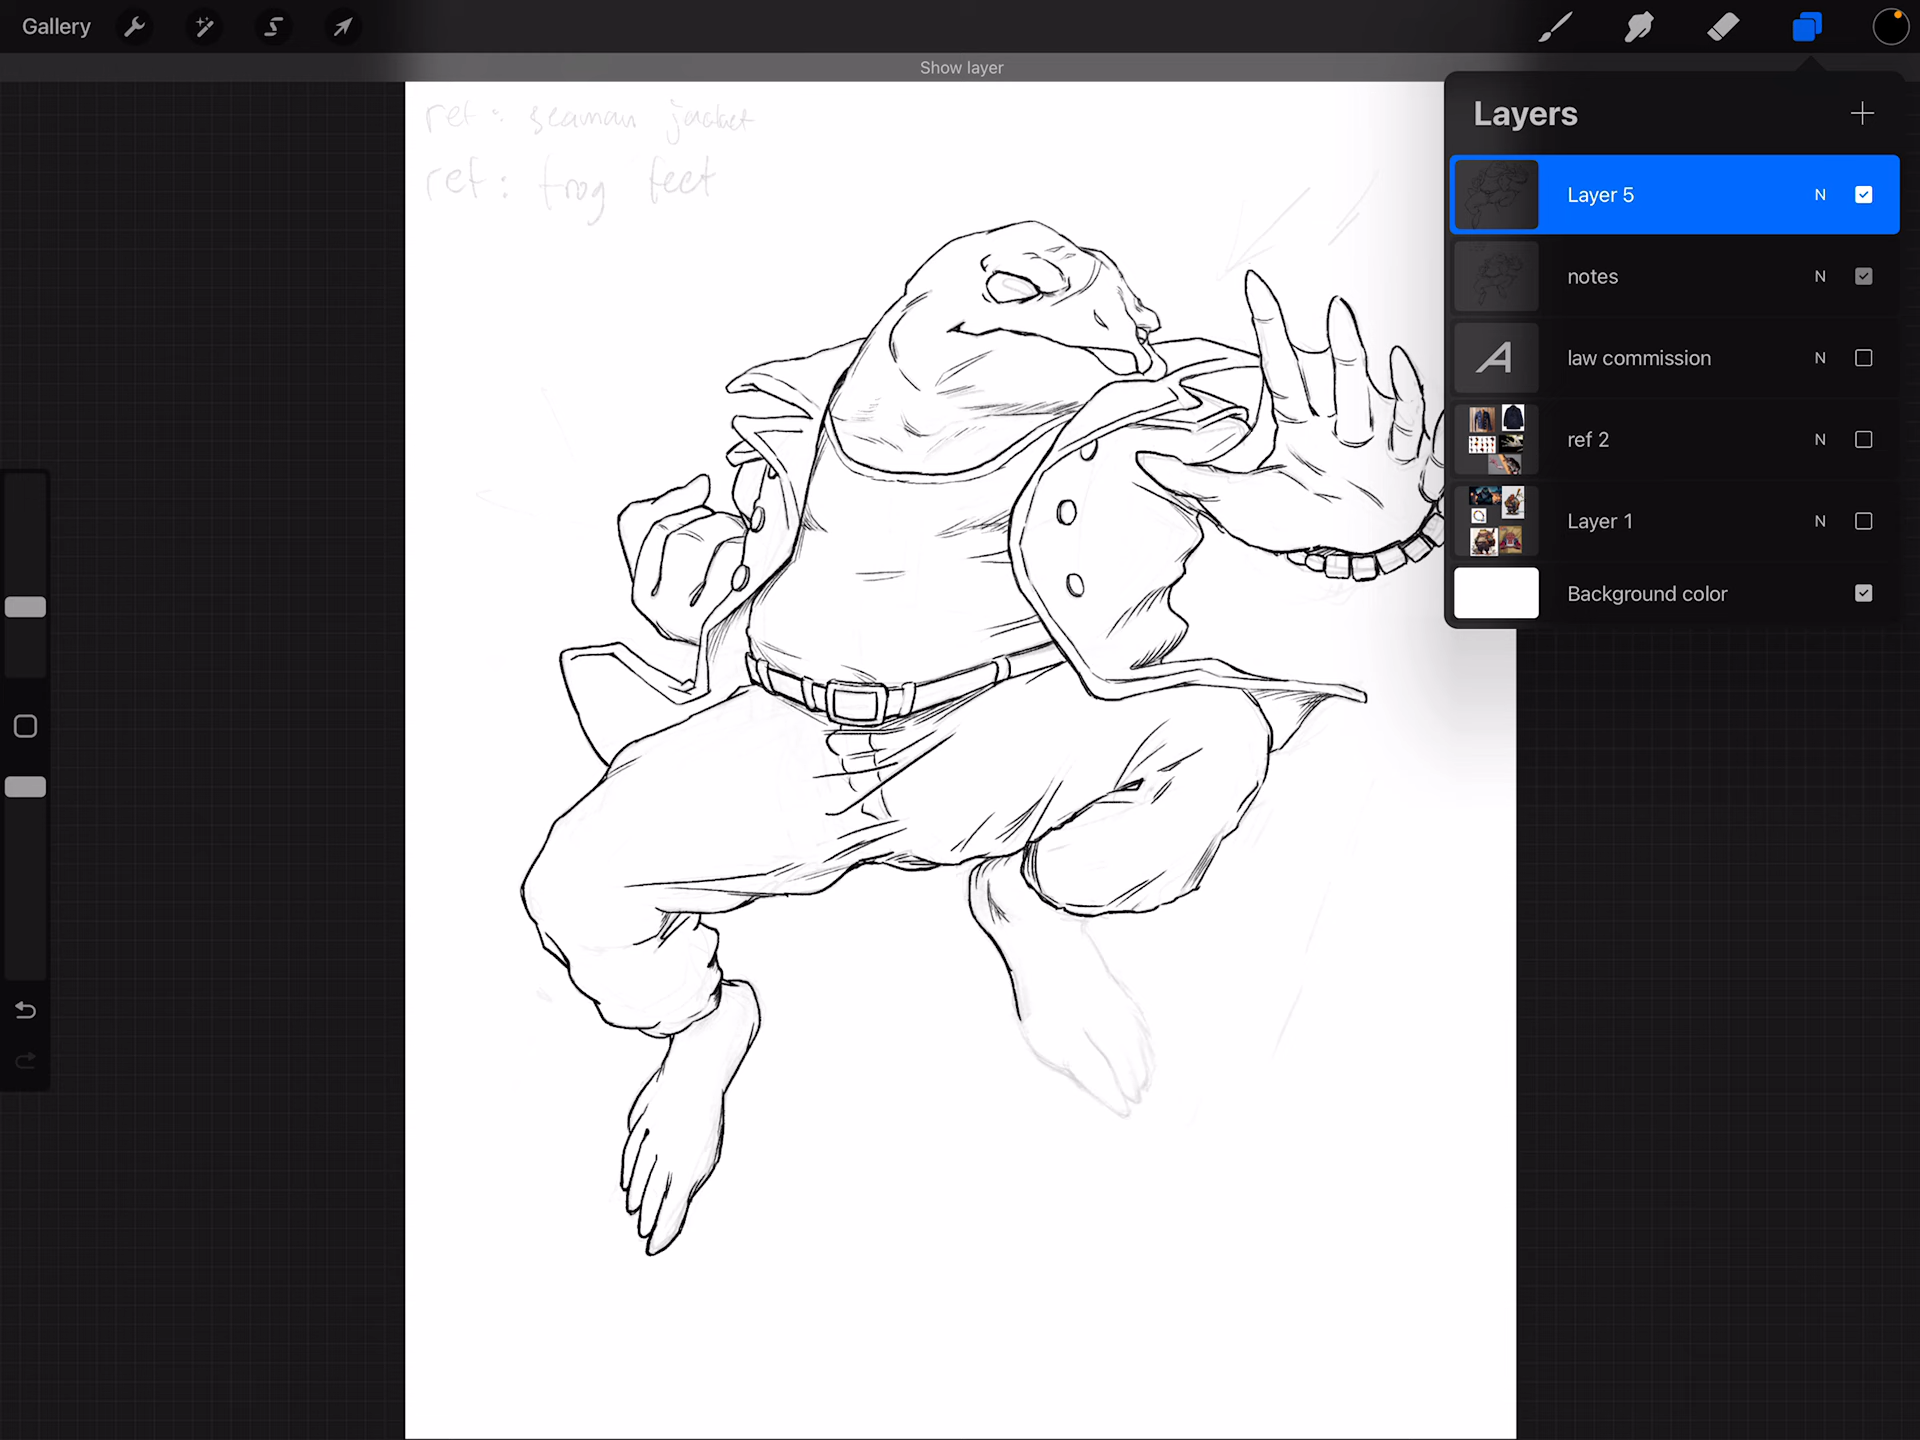 Gallery
Show layer
ref: seaman jacket
ref: frog feet
Layers
Layer 5 N
notes N
A law commission N
ref 2 N
Layer 1 N
Background color